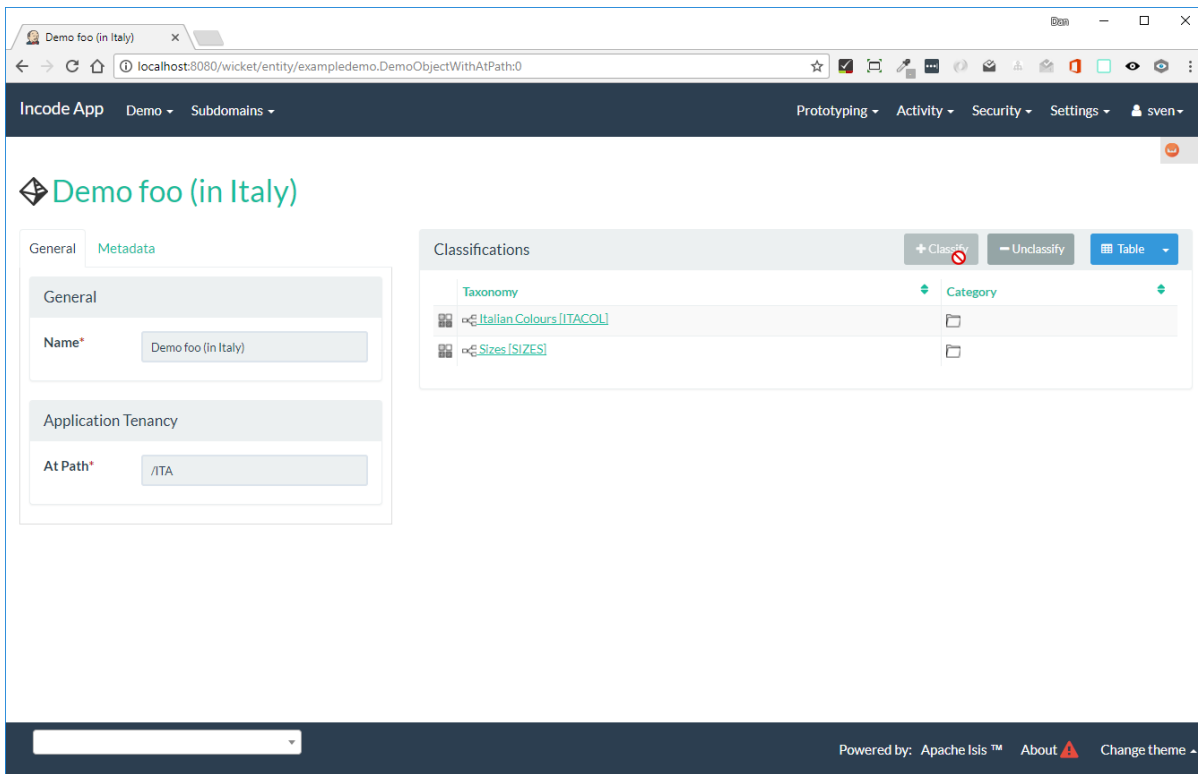 Dan
Demo foo (in Italy)
localhost:8080/wicket/entity/exampledemo.DemoObjectWithAtPath:0
Incode App Demo Subdomains Prototyping Activity Security Settings sven
Demo foo (in Italy)
General Metadata
General
Name*
Demo foo (in Italy)
Application Tenancy
At Path*
/ITA
Classifications
Classify Unclassify Table
Taxonomy Category
Italian Colours [ITACOL]
Sizes [SIZES]
Powered by: Apache Isis ™ About Change theme